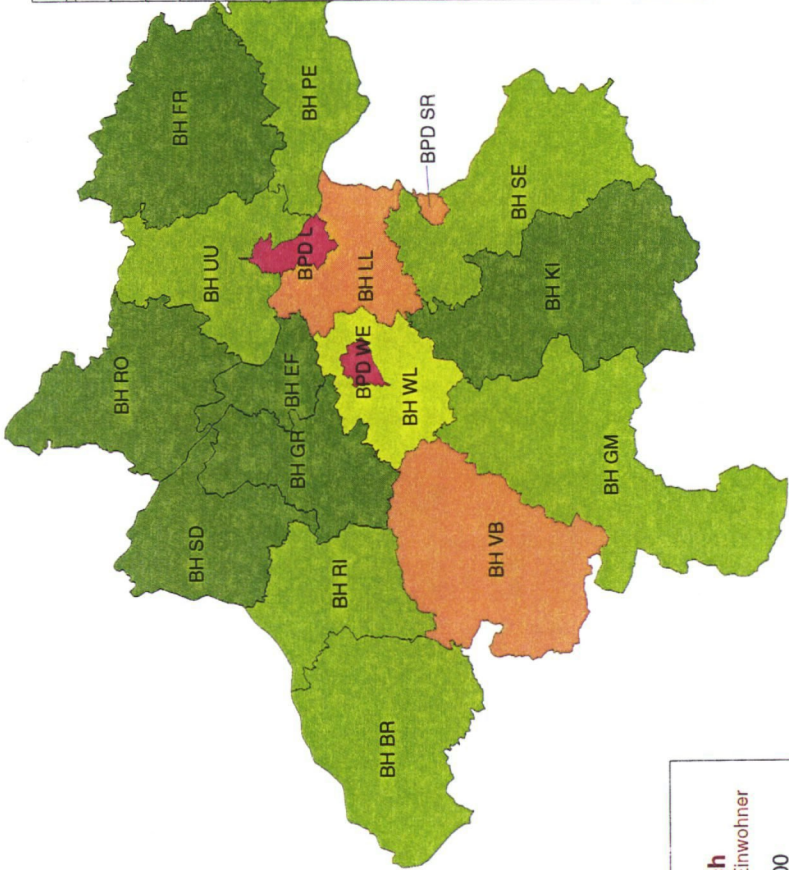 BH FR
BH PE
BPD SR
BH SE
BH UU
BPD L
BH LL
BH KI
BH RO
BH EF
BPD WE
BH WL
BH GR
BH GM
BH SD
BH RI
BH VB
BH BR
h
Einwohner
00